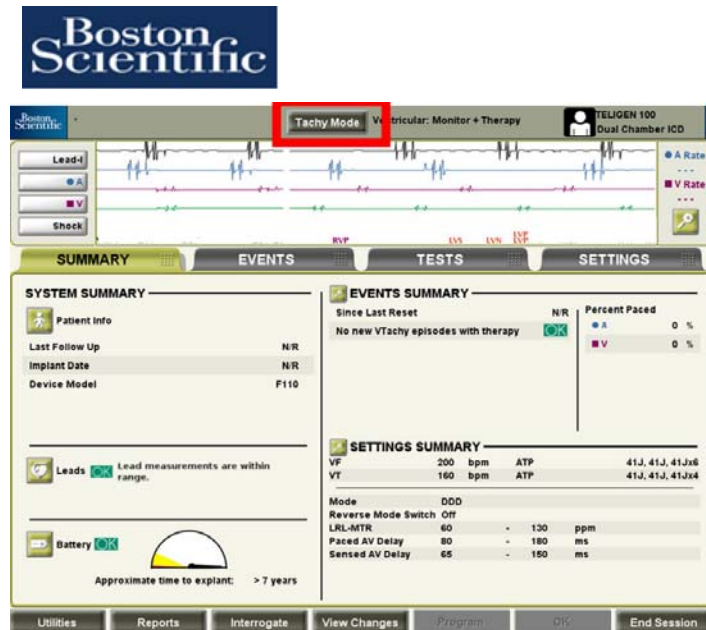 Boston
Scientific
Boston
Scientific
Tachy Mode
Ventricular: Monitor + Therapy
TELIGEN 100
Dual Chamber ICD
Lead-I
A
V
Shock
A Rate
---
V Rate
---
RVP LVS LVN LVP
RVP
SUMMARY EVENTS TESTS SETTINGS
SYSTEM SUMMARY
Patient Info
Last Follow Up N/R
Implant Date N/R
Device Model F110
Leads OK Lead measurements are within
range.
Battery OK
Approximate time to explant: > 7 years
EVENTS SUMMARY
Since Last Reset N/R
No new VTachy episodes with therapy OK
Percent Paced
A 0 %
V 0 %
SETTINGS SUMMARY
VF 200 bpm ATP 41J, 41J, 41Jx6
VT 160 bpm ATP 41J, 41J, 41Jx4
Mode DDD
Reverse Mode Switch Off
LRL-MTR 60 - 130 ppm
Paced AV Delay 80 - 180 ms
Sensed AV Delay 65 - 150 ms
Utilities Reports Interrogate View Changes Program OK End Session